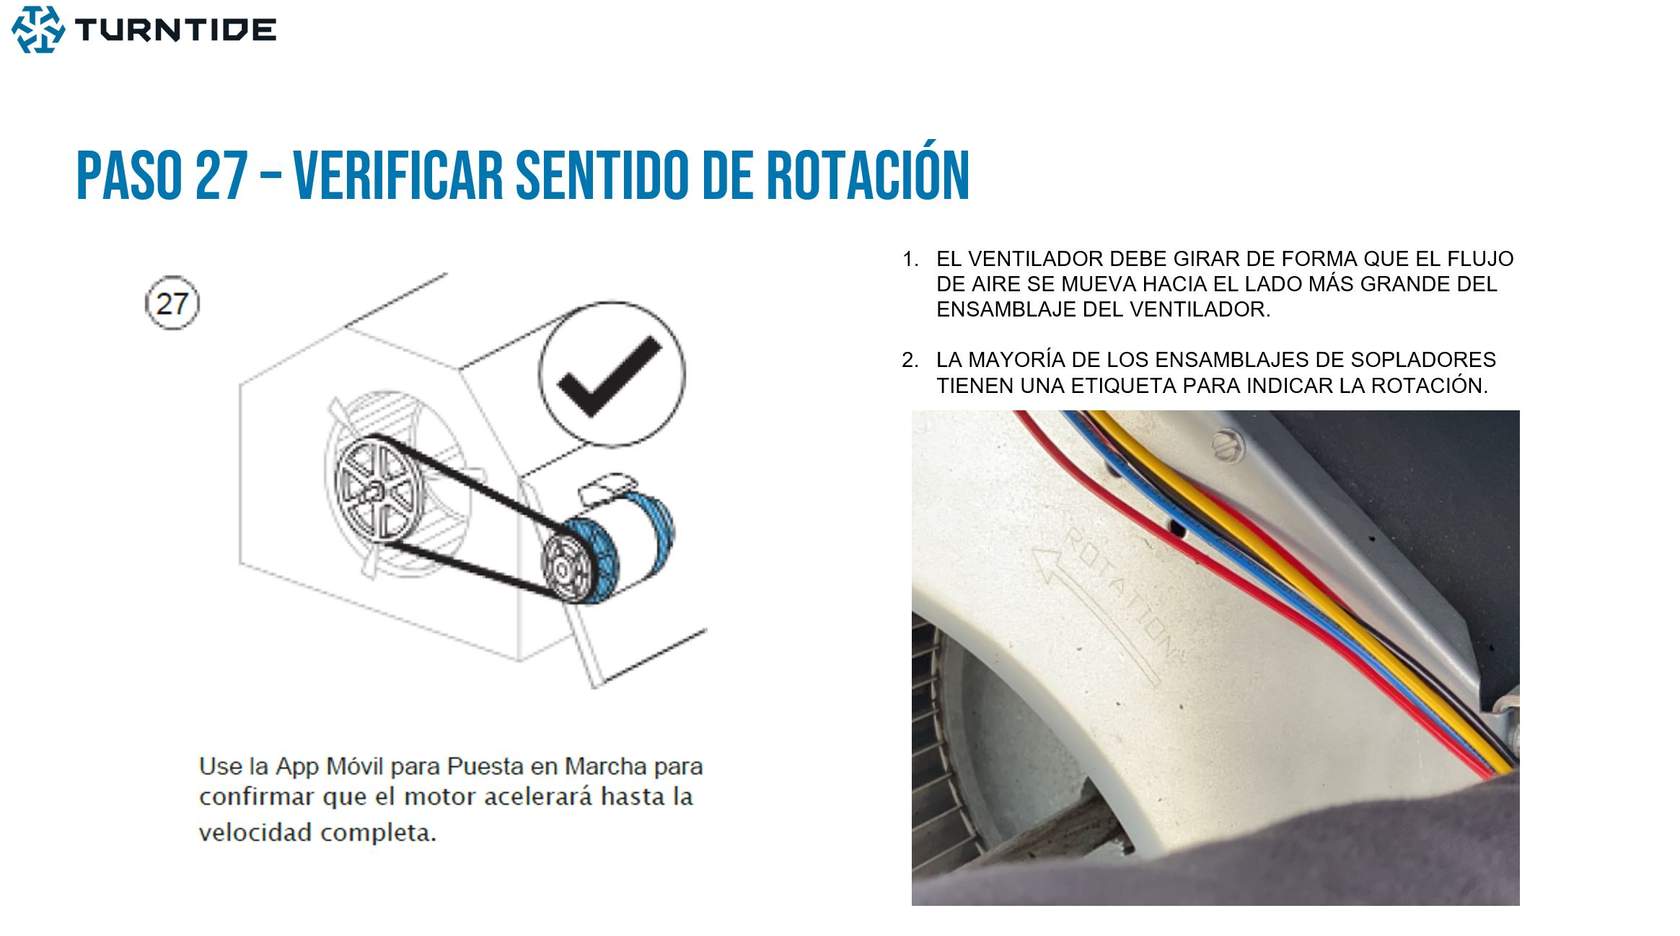 TURNTIDE
PASO 27 – VERIFICAR SENTIDO DE ROTACIÓN
27
Use la App Móvil para Puesta en Marcha para
confirmar que el motor acelerará hasta la
velocidad completa.
1. EL VENTILADOR DEBE GIRAR DE FORMA QUE EL FLUJO
DE AIRE SE MUEVA HACIA EL LADO MÁS GRANDE DEL
ENSAMBLAJE DEL VENTILADOR.
2. LA MAYORÍA DE LOS ENSAMBLAJES DE SOPLADORES
TIENEN UNA ETIQUETA PARA INDICAR LA ROTACIÓN.
ROTATION